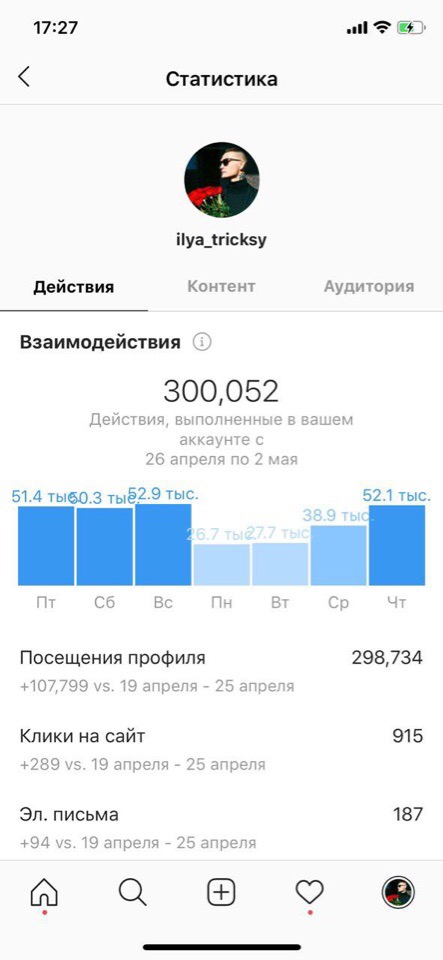 17:27
Статистика
ilya_tricksy
Действия Контент Аудитория
Взаимодействия
300,052
Действия, выполненные в вашем
аккаунте с
26 апреля по 2 мая
51.4 тыс. 50.3 тыс. 52.9 тыс. 26.7 тыс. 27.7 тыс. 38.9 тыс. 52.1 тыс.
Пт Сб Вс Пн Вт Ср Чт
Посещения профиля 298,734
+107,799 vs. 19 апреля - 25 апреля
Клики на сайт 915
+289 vs. 19 апреля - 25 апреля
Эл. письма 187
+94 vs. 19 апреля - 25 апреля